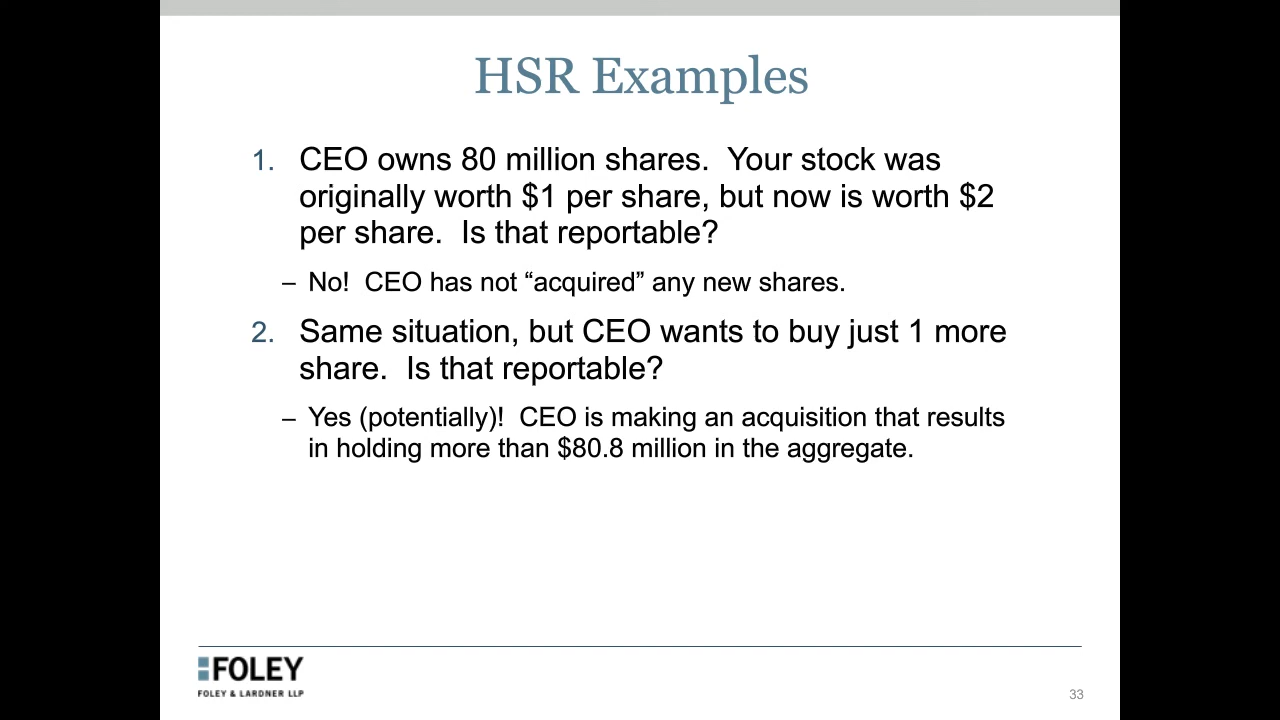 HSR Examples
1. CEO owns 80 million shares.  Your stock was
originally worth $1 per share, but now is worth $2
per share.  Is that reportable?
– No!  CEO has not “acquired” any new shares.
2. Same situation, but CEO wants to buy just 1 more
share.  Is that reportable?
– Yes (potentially)!  CEO is making an acquisition that results
in holding more than $80.8 million in the aggregate.
FOLEY
FOLEY & LARDNER LLP
33